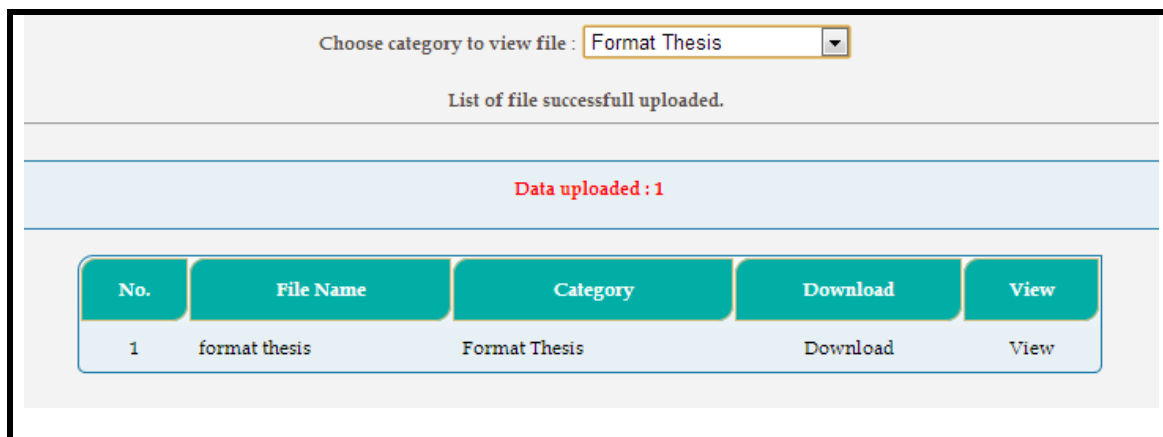 Choose category to view file : Format Thesis
List of file successfull uploaded.
Data uploaded : 1
No. File Name Category Download View
1 format thesis Format Thesis Download View